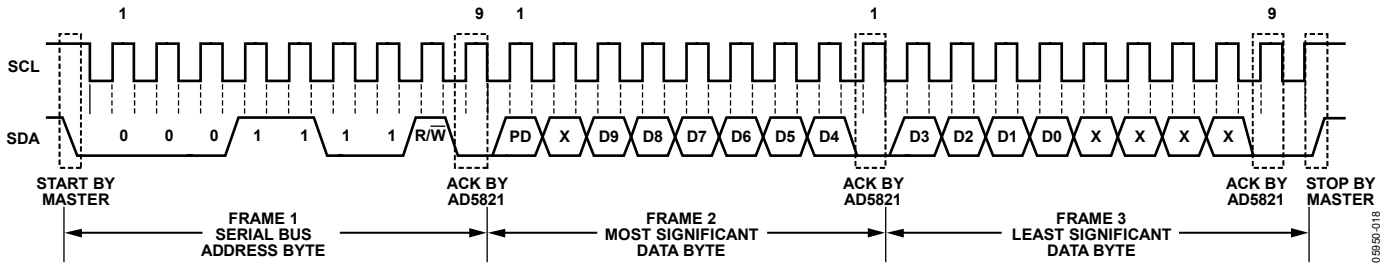 1 9 1 1 9
SCL
SDA 0 0 0 1 1 1 1 R/W̅ PD X D9 D8 D7 D6 D5 D4 D3 D2 D1 D0 X X X X
START BY
MASTER
ACK BY
AD5821
ACK BY
AD5821
ACK BY
AD5821
STOP BY
MASTER
FRAME 1
SERIAL BUS
ADDRESS BYTE
FRAME 2
MOST SIGNIFICANT
DATA BYTE
FRAME 3
LEAST SIGNIFICANT
DATA BYTE
05950-018